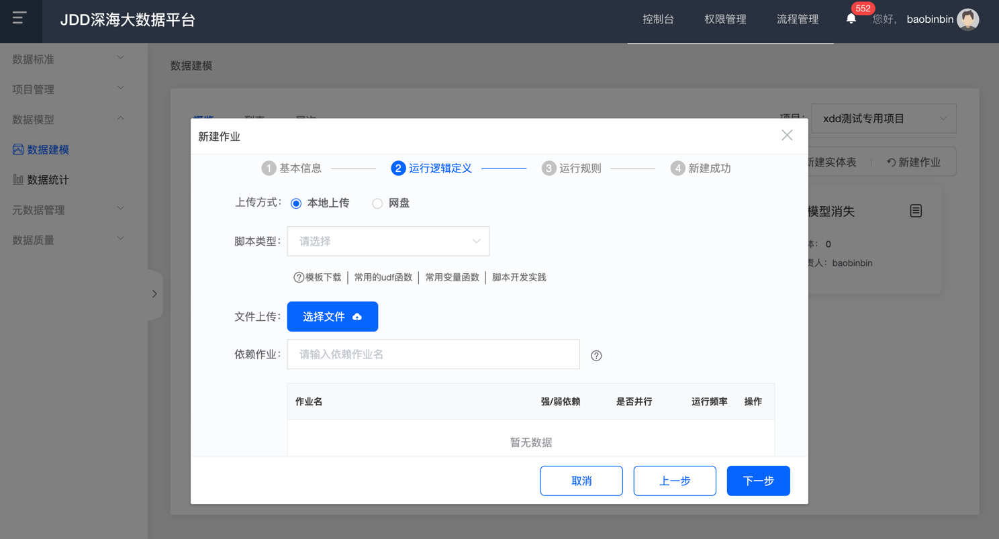 JDD深海大数据平台
控制台 权限管理 流程管理 552 您好, baobinbin
数据标准
项目管理
数据模型
数据建模
数据统计
元数据管理
数据质量
数据建模
xdd测试专用项目
新建实体表 新建作业
模型消失
体: 0
责人: baobinbin
新建作业
1 基本信息 2 运行逻辑定义 3 运行规则 4 新建成功
上传方式: 本地上传 网盘
脚本类型: 请选择
?模板下载 常用的udf函数 常用变量函数 脚本开发实践
文件上传: 选择文件
依赖作业: 请输入依赖作业名 ?
作业名 强/弱依赖 是否并行 运行频率 操作
暂无数据
取消 上一步 下一步